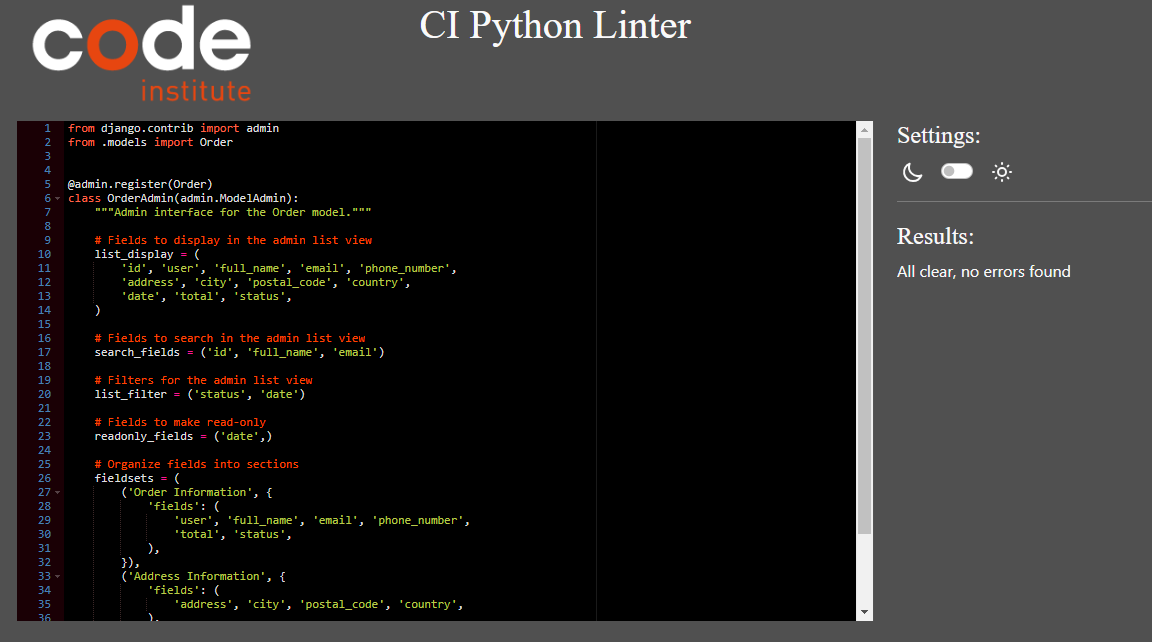 code
institute
CI Python Linter
1 from django.contrib import admin
2 from .models import Order
3
4
5 @admin.register(Order)
6 class OrderAdmin(admin.ModelAdmin):
7     """Admin interface for the Order model."""
8
9     # Fields to display in the admin list view
10     list_display = (
11         'id', 'user', 'full_name', 'email', 'phone_number',
12         'address', 'city', 'postal_code', 'country',
13         'date', 'total', 'status',
14     )
15
16     # Fields to search in the admin list view
17     search_fields = ('id', 'full_name', 'email')
18
19     # Filters for the admin list view
20     list_filter = ('status', 'date')
21
22     # Fields to make read-only
23     readonly_fields = ('date',)
24
25     # Organize fields into sections
26     fieldsets = (
27         ('Order Information', {
28             'fields': (
29                 'user', 'full_name', 'email', 'phone_number',
30                 'total', 'status',
31             ),
32         }),
33         ('Address Information', {
34             'fields': (
35                 'address', 'city', 'postal_code', 'country',
36             ),
Settings:
Results:
All clear, no errors found